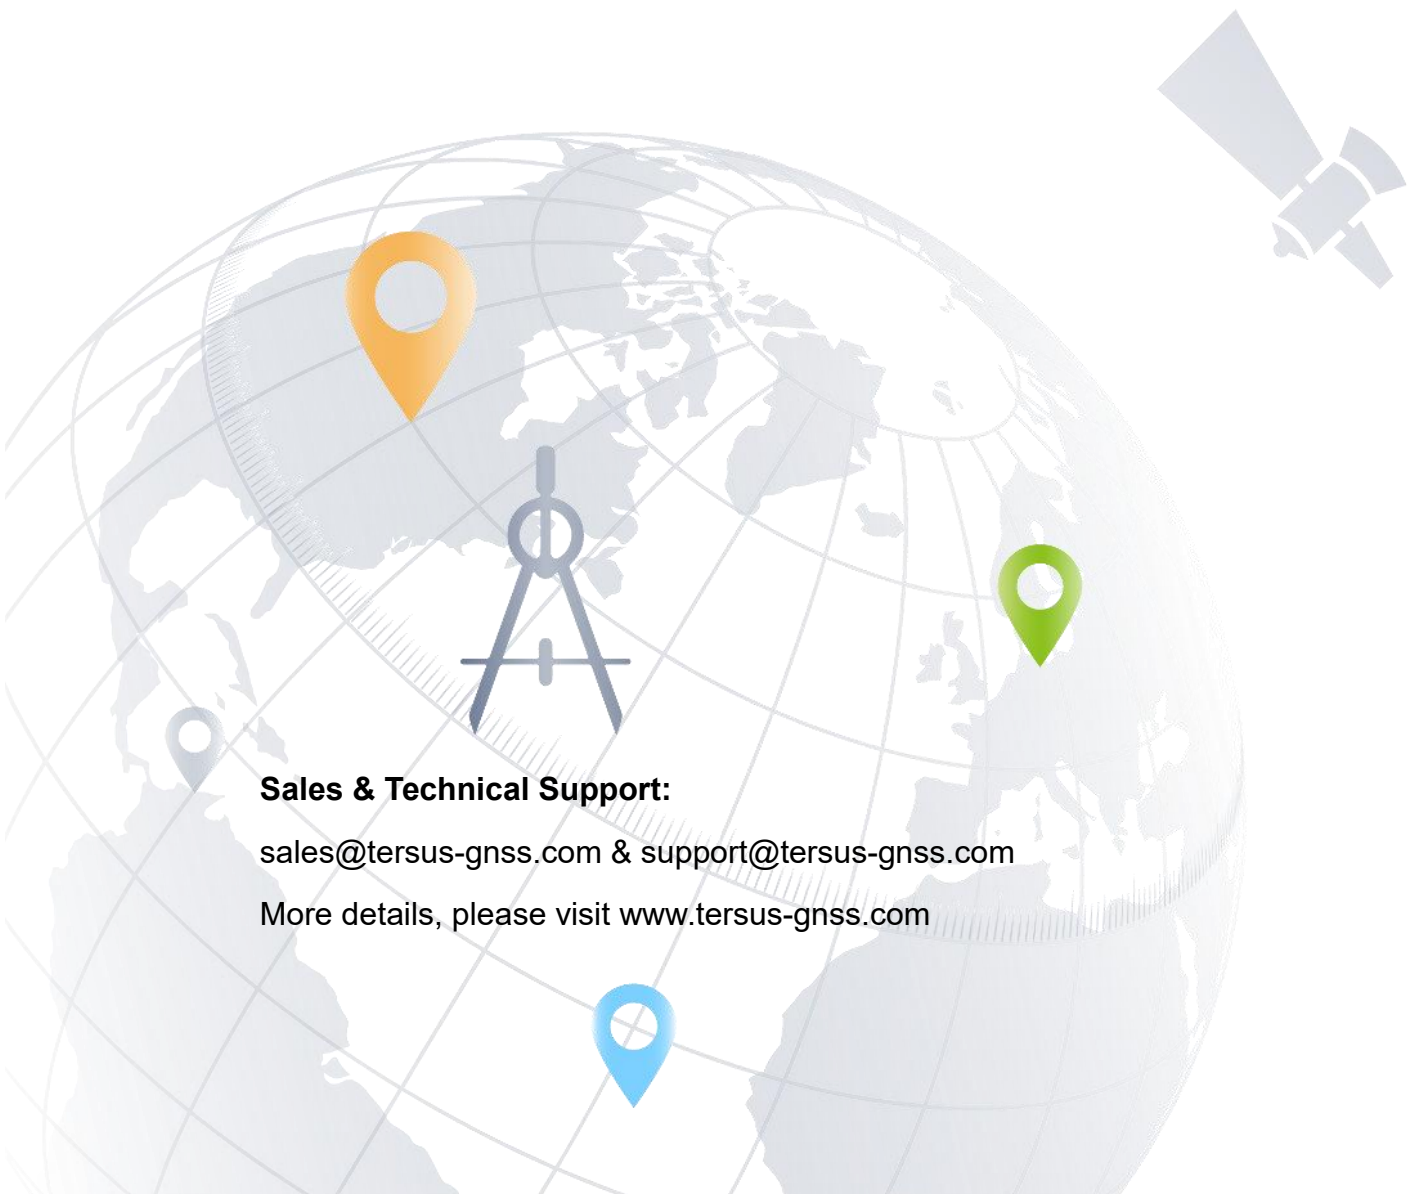 Sales & Technical Support:
sales@tersus-gnss.com & support@tersus-gnss.com
More details, please visit www.tersus-gnss.com